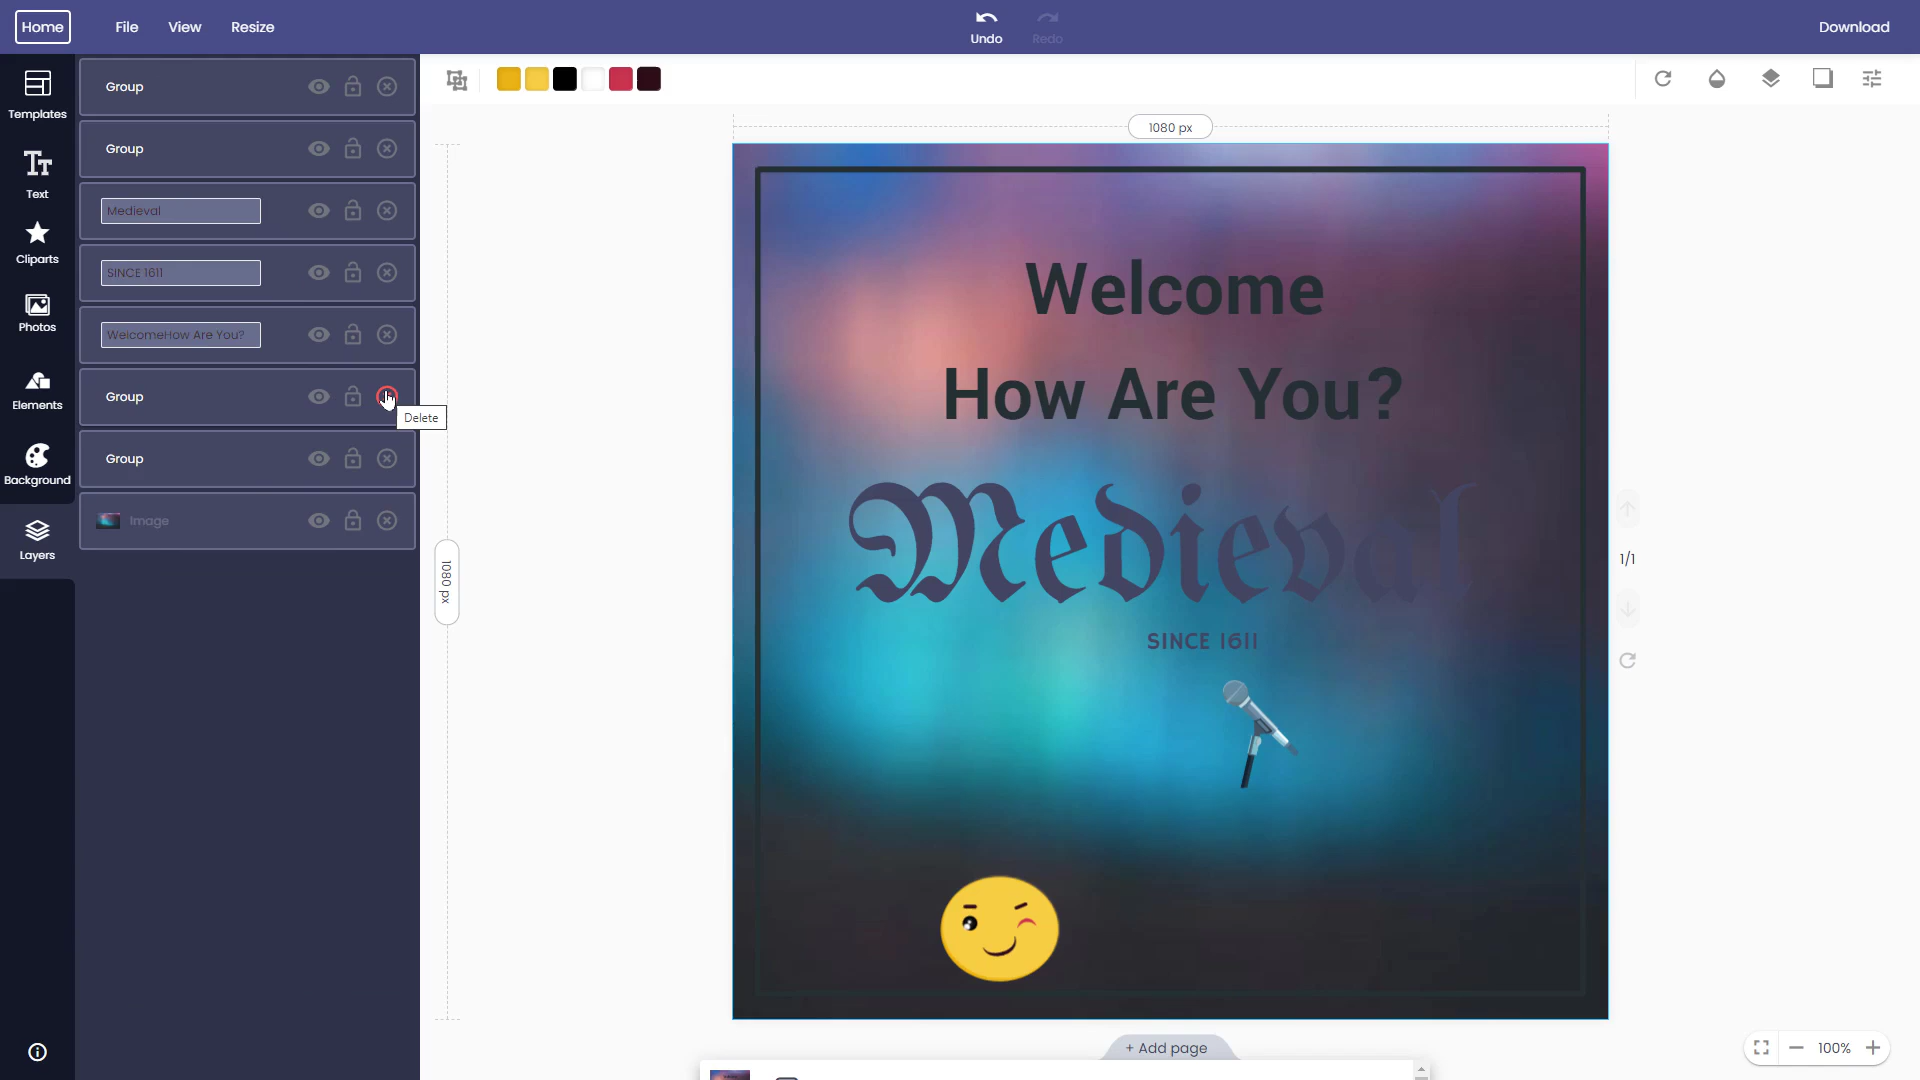 Home
File
View
Resize
Undo
Redo
Download
Templates
Text
Cliparts
Photos
Elements
Background
Layers
Group
Group
Medieval
SINCE 1611
WelcomeHow Are You?
Group
Delete
Group
Image
1080 px
1080 px
Welcome
How Are You?
Medieval
SINCE 1611
1/1
+ Add page
100%